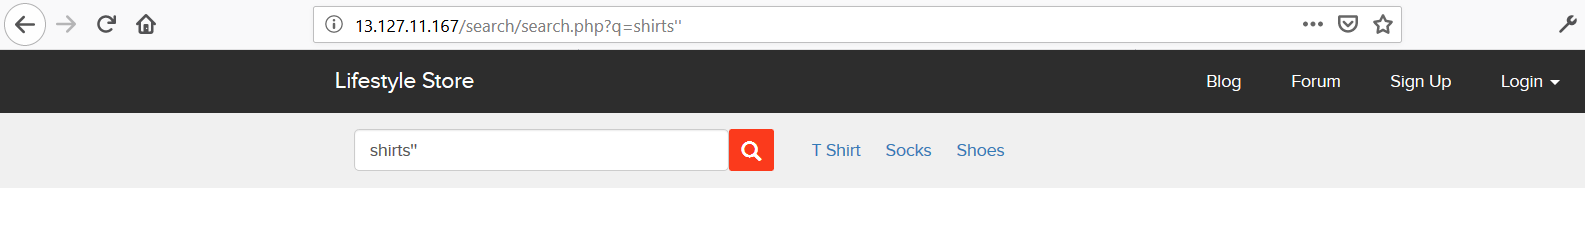 13.127.11.167/search/search.php?q=shirts''
Lifestyle Store Blog Forum Sign Up Login
shirts'' T Shirt Socks Shoes